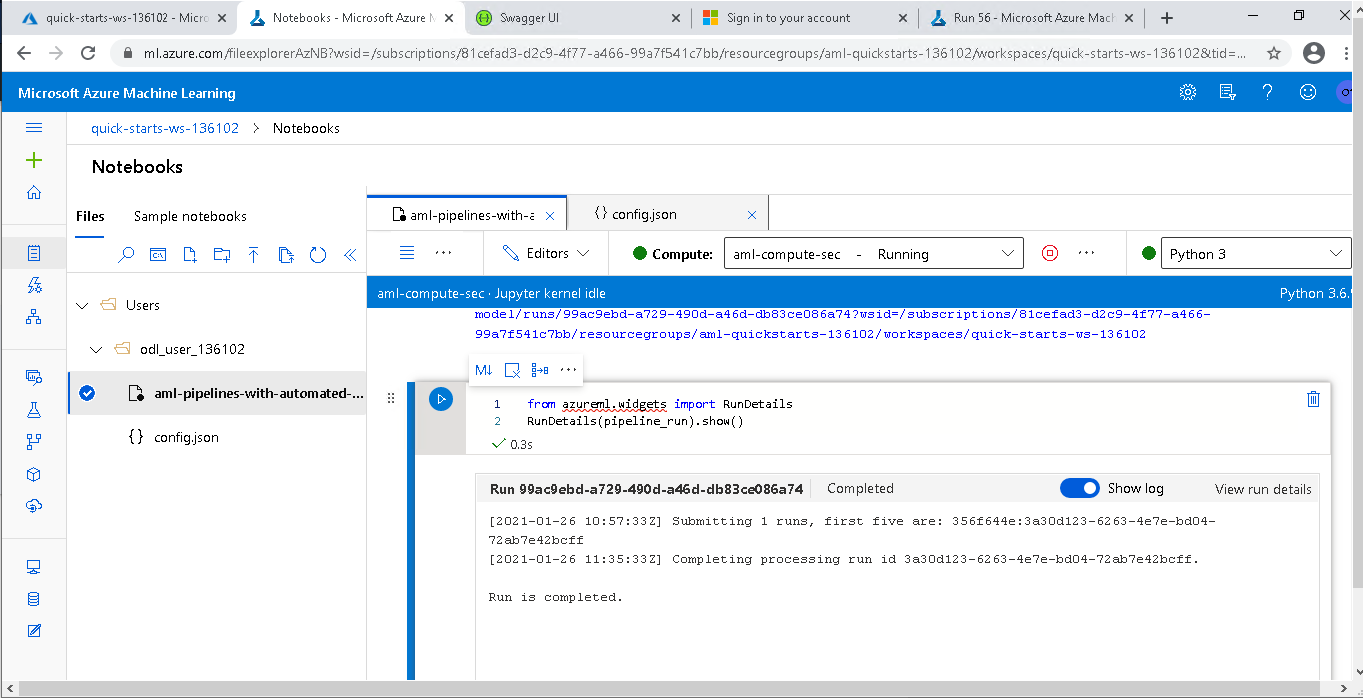 quick-starts-ws-136102 - Micro
Notebooks - Microsoft Azure M
Swagger UI
Sign in to your account
Run 56 - Microsoft Azure Mach
ml.azure.com/fileexplorerAzNB?wsid=/subscriptions/81cefad3-d2c9-4f77-a466-99a7f541c7bb/resourcegroups/aml-quickstarts-136102/workspaces/quick-starts-ws-136102&tid=...
Microsoft Azure Machine Learning
quick-starts-ws-136102 > Notebooks
Notebooks
Files Sample notebooks
aml-pipelines-with-a
{} config.json
Editors
Compute: aml-compute-sec - Running
Python 3
aml-compute-sec · Jupyter kernel idle
Python 3.6.9
Users
odl_user_136102
aml-pipelines-with-automated-...
{} config.json
model/runs/99ac9ebd-a729-490d-a46d-db83ce086a74?wsid=/subscriptions/81cefad3-d2c9-4f77-a466-
99a7f541c7bb/resourcegroups/aml-quickstarts-136102/workspaces/quick-starts-ws-136102
M↓
1 from azureml.widgets import RunDetails
2 RunDetails(pipeline_run).show()
0.3s
Run 99ac9ebd-a729-490d-a46d-db83ce086a74 Completed Show log View run details
[2021-01-26 10:57:33Z] Submitting 1 runs, first five are: 356f644e:3a30d123-6263-4e7e-bd04-
72ab7e42bcff
[2021-01-26 11:35:33Z] Completing processing run id 3a30d123-6263-4e7e-bd04-72ab7e42bcff.
Run is completed.